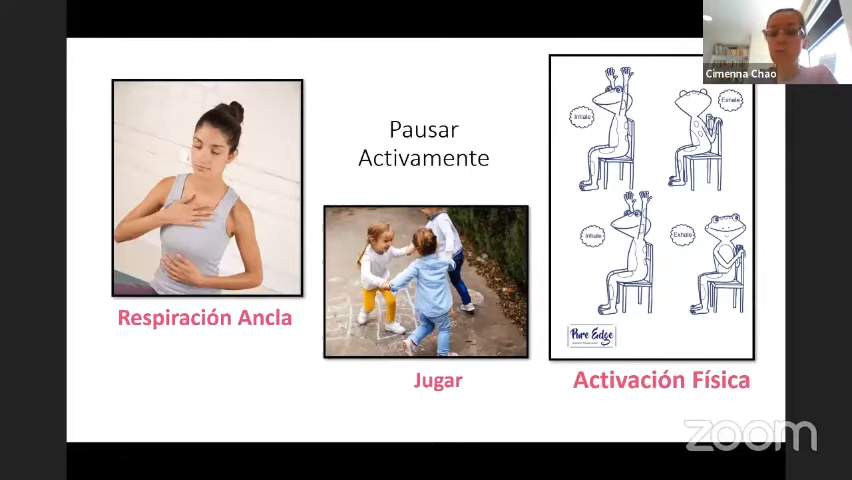 Cimenna Chao
Pausar
Activamente
Inhale
Exhale
Inhale
Exhale
Pure Edge
Respiración Ancla
Jugar
Activación Física
zoom